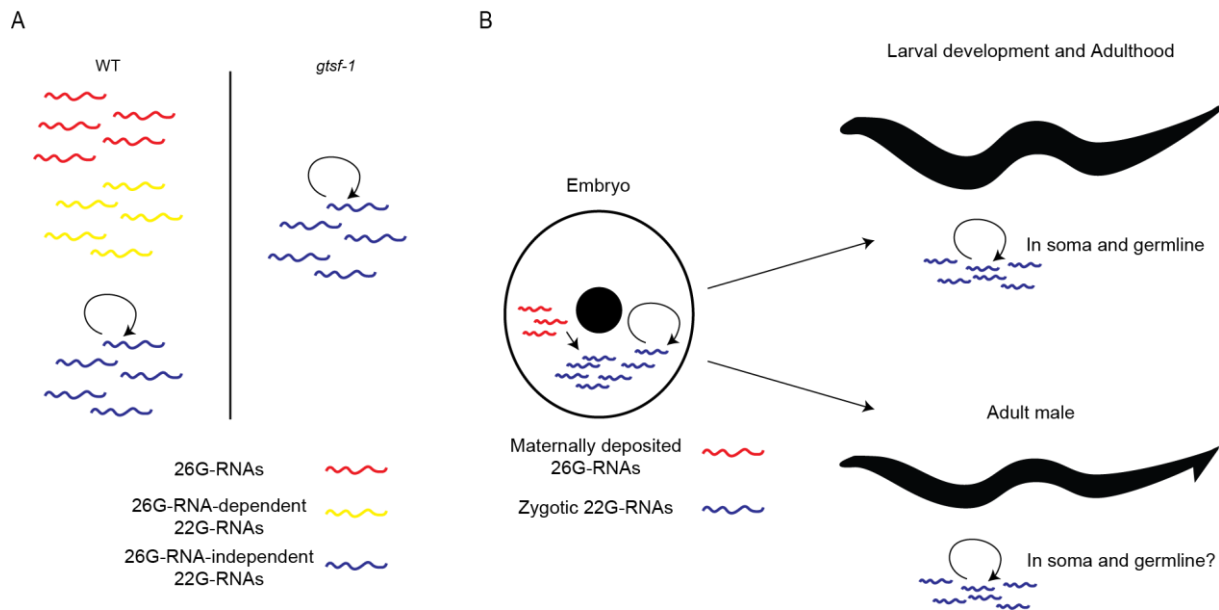 A
WT
gtsf-1
26G-RNAs
26G-RNA-dependent
22G-RNAs
26G-RNA-independent
22G-RNAs
B
Embryo
Maternally deposited
26G-RNAs
Zygotic 22G-RNAs
Larval development and Adulthood
In soma and germline
Adult male
In soma and germline?